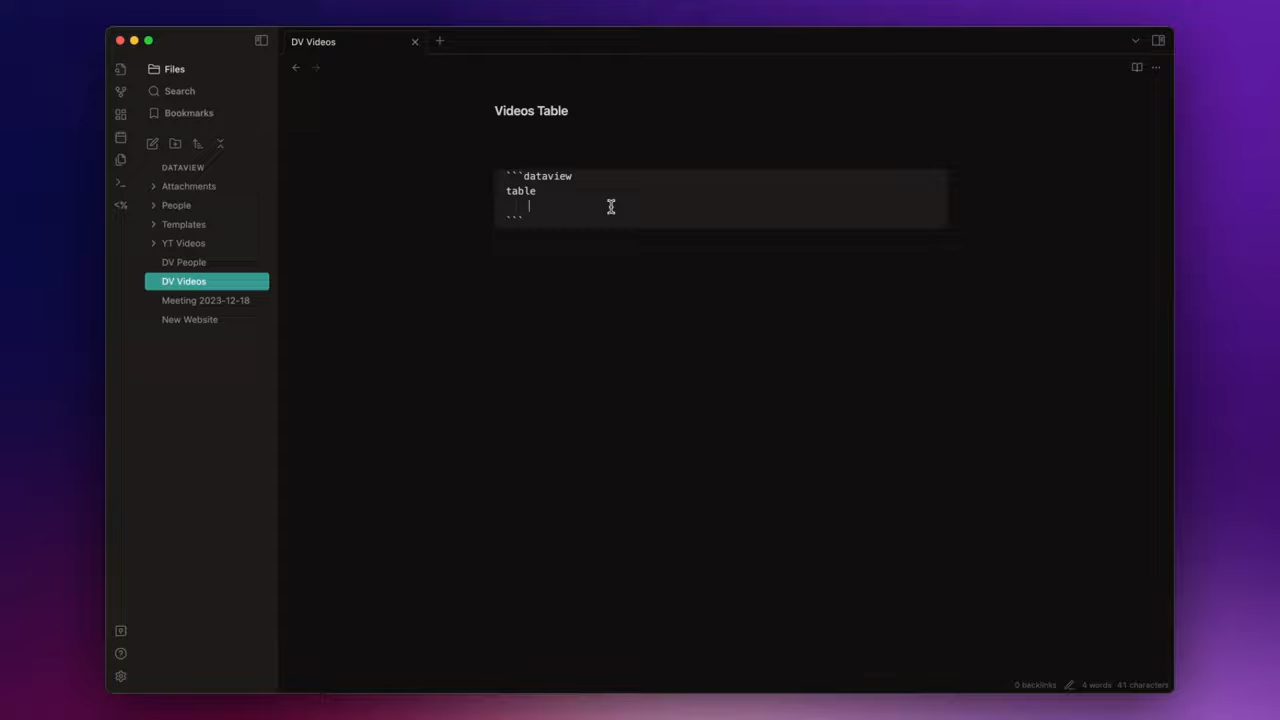 DV Videos
Files
Search
Bookmarks
DATAVIEW
Attachments
People
Templates
YT Videos
DV People
DV Videos
Meeting 2023-12-18
New Website
Videos Table
```dataview
table
```
0 backlinks
4 words
41 characters